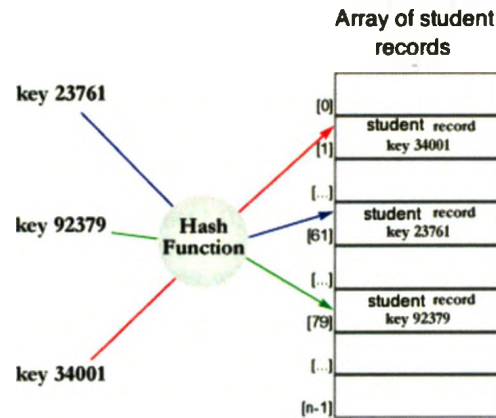 Array of student
records
key 23761
key 92379
key 34001
Hash
Function
[0]
student record
key 34001
[1]
[...]
student record
key 23761
[61]
[...]
student record
key 92379
[79]
[...]
[n-1]